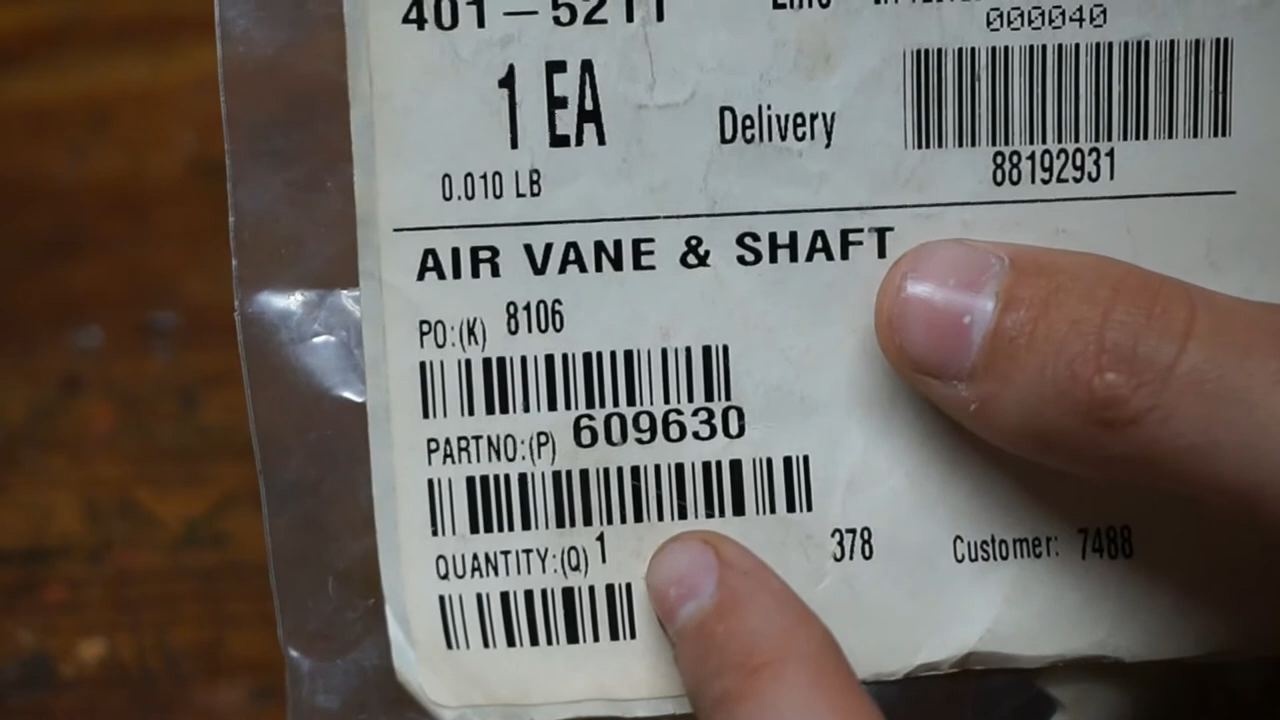 401-5211
000040
1 EA
Delivery
88192931
0.010 LB
AIR VANE & SHAFT
PO:(K) 8106
PARTNO:(P) 609630
QUANTITY:(Q) 1
378
Customer: 7488